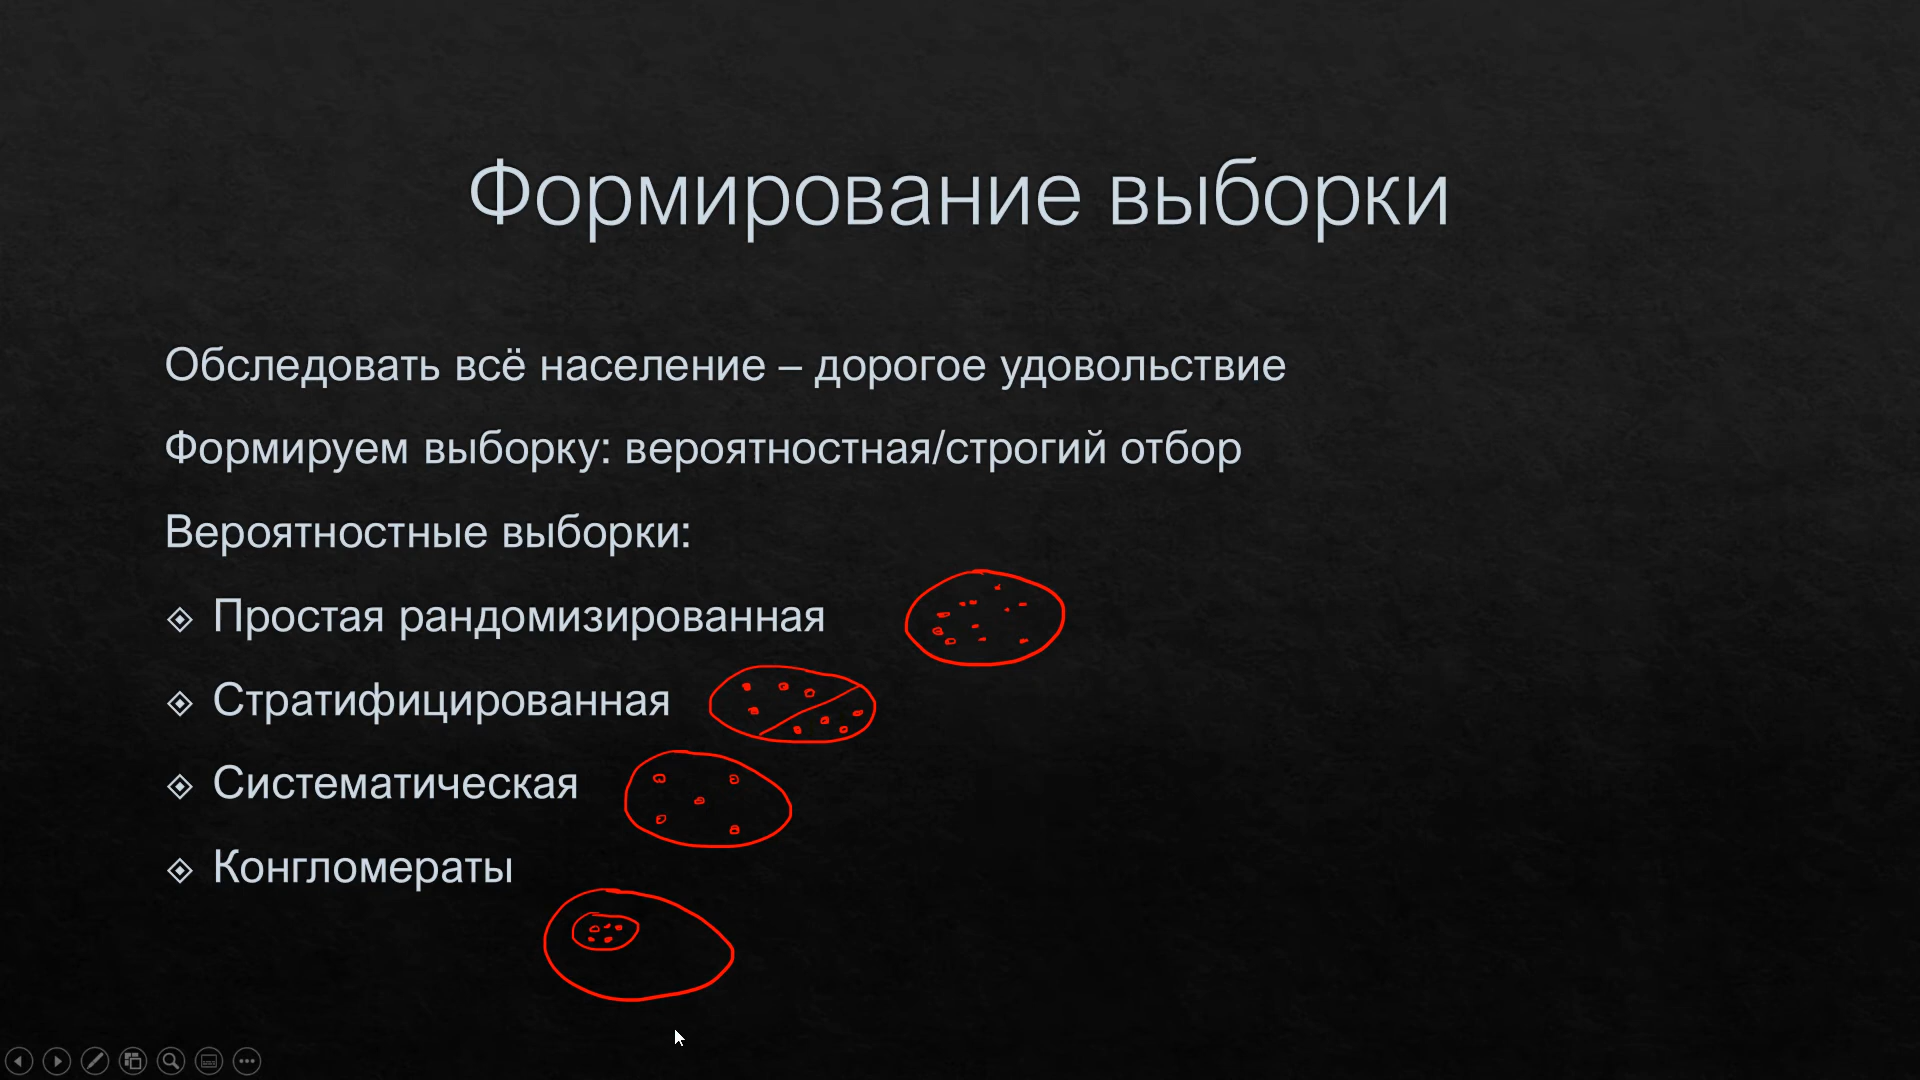 Формирование выборки
Обследовать всё население – дорогое удовольствие
Формируем выборку: вероятностная/строгий отбор
Вероятностные выборки:
Простая рандомизированная
Стратифицированная
Систематическая
Конгломераты